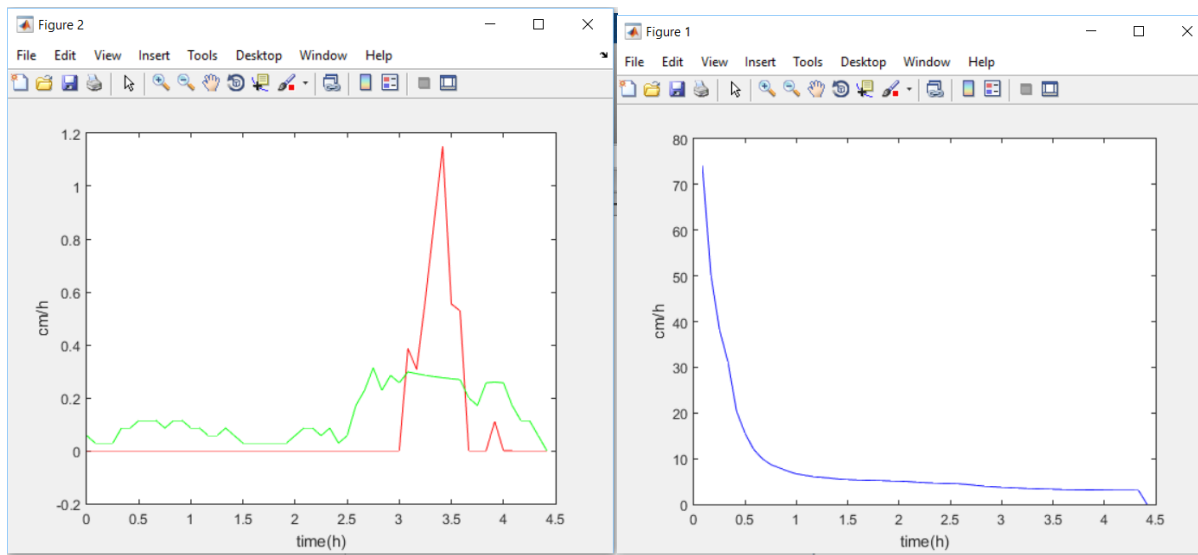 Figure 2
File Edit View Insert Tools Desktop Window Help
1.2
1
0.8
0.6
0.4
0.2
0
-0.2
cm/h
0 0.5 1 1.5 2 2.5 3 3.5 4 4.5
time(h)
Figure 1
File Edit View Insert Tools Desktop Window Help
80
70
60
50
40
30
20
10
0
cm/h
0 0.5 1 1.5 2 2.5 3 3.5 4 4.5
time(h)